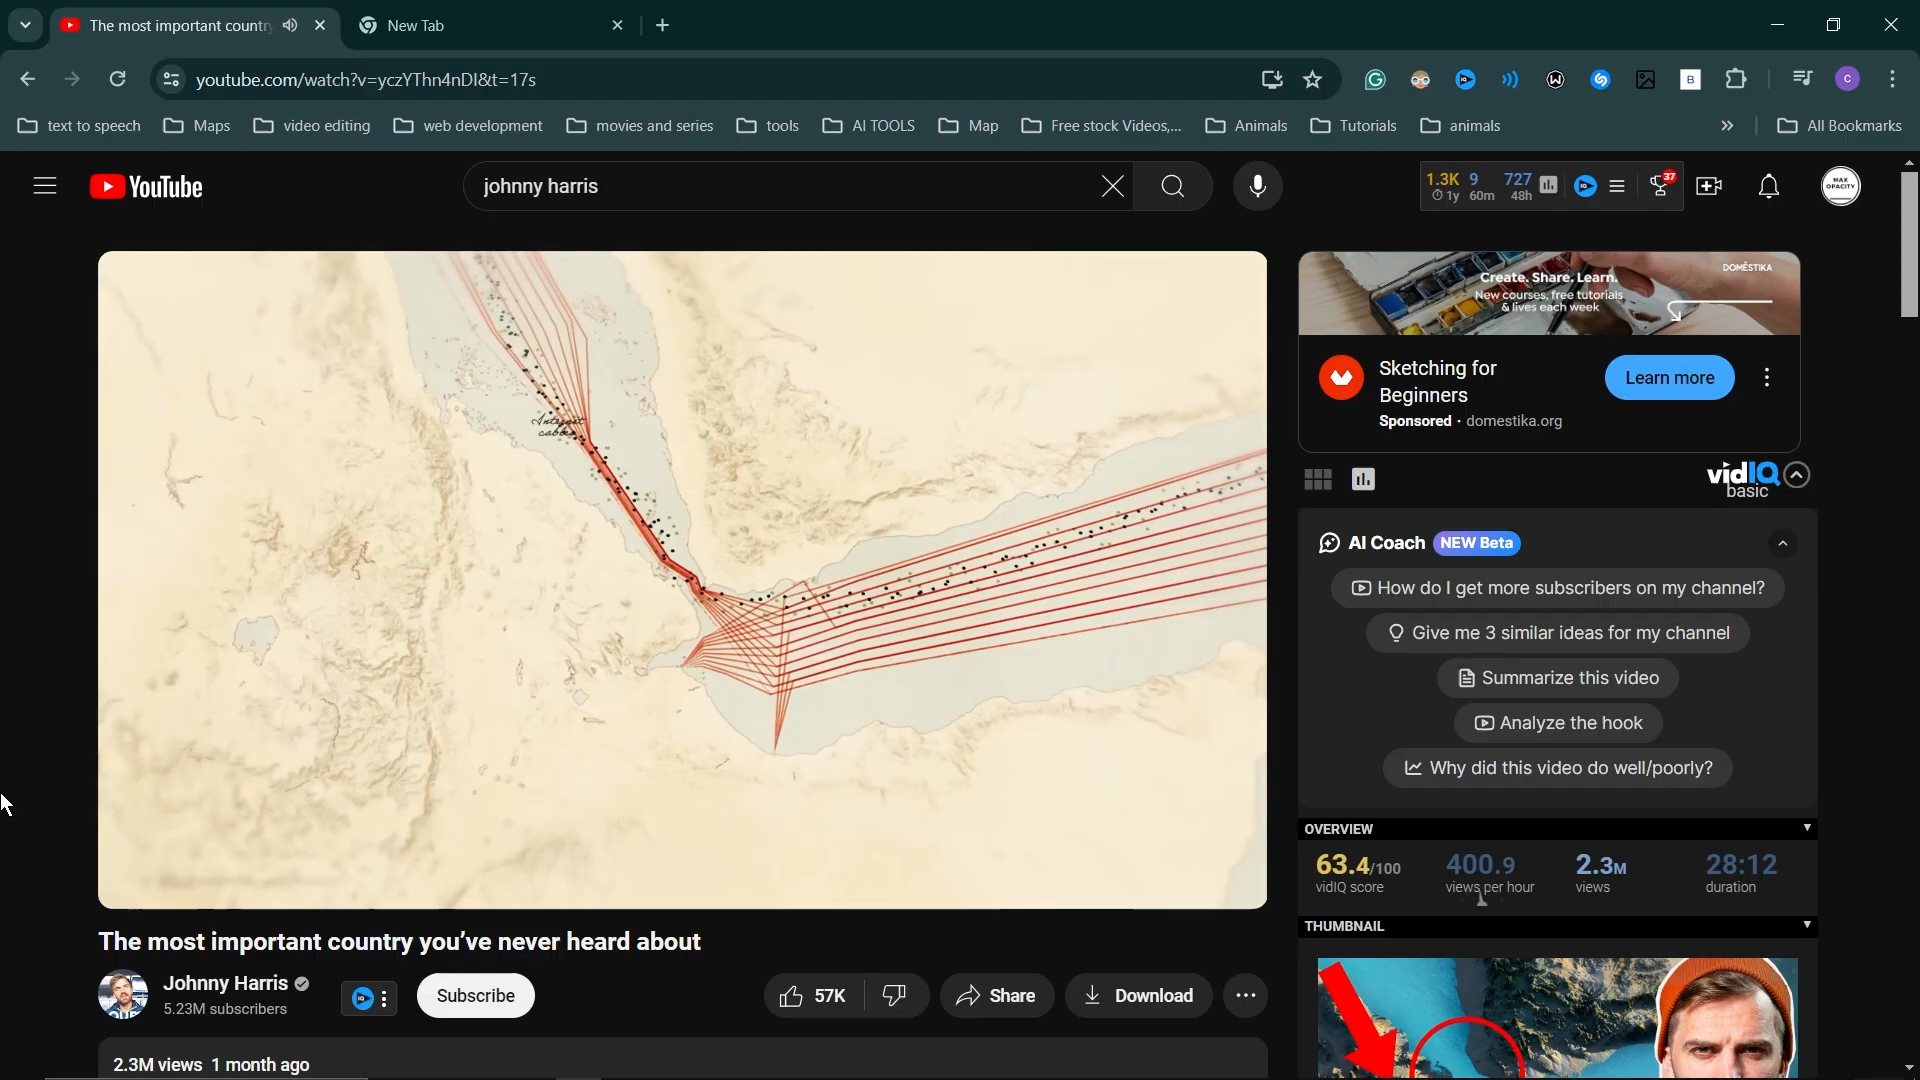 The most important countr
New Tab
youtube.com/watch?v=yczYThn4nDI&t=17s
B
C
text to speech
Maps
video editing
web development
movies and series
tools
AI TOOLS
Map
Free stock Videos,...
Animals
Tutorials
animals
All Bookmarks
YouTube
johnny harris
1.3K 9 727
1y 60m 48h
37
MAX
OPACITY
Internet
cables
DOMESTIKA
Create. Share. Learn.
New courses, free tutorials
& lives each week
Sketching for
Beginners
Learn more
Sponsored · domestika.org
vidIQ
basic
AI Coach NEW Beta
How do I get more subscribers on my channel?
Give me 3 similar ideas for my channel
Summarize this video
Analyze the hook
Why did this video do well/poorly?
OVERVIEW
63.4/100 400.9 2.3M 28:12
vidIQ score views per hour views duration
THUMBNAIL
The most important country you’ve never heard about
Johnny Harris
5.23M subscribers
Subscribe
57K
Share
Download
2.3M views 1 month ago